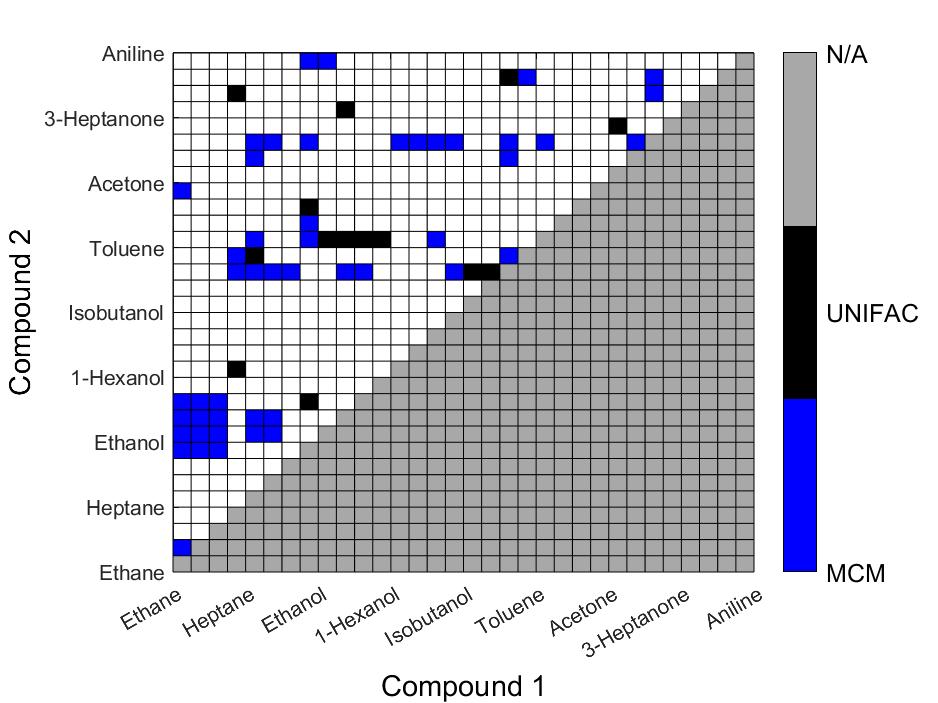 Aniline
3-Heptanone
Acetone
Toluene
Isobutanol
1-Hexanol
Ethanol
Heptane
Ethane
Compound 2
Ethane
Heptane
Ethanol
1-Hexanol
Isobutanol
Toluene
Acetone
3-Heptanone
Aniline
Compound 1
N/A
UNIFAC
MCM